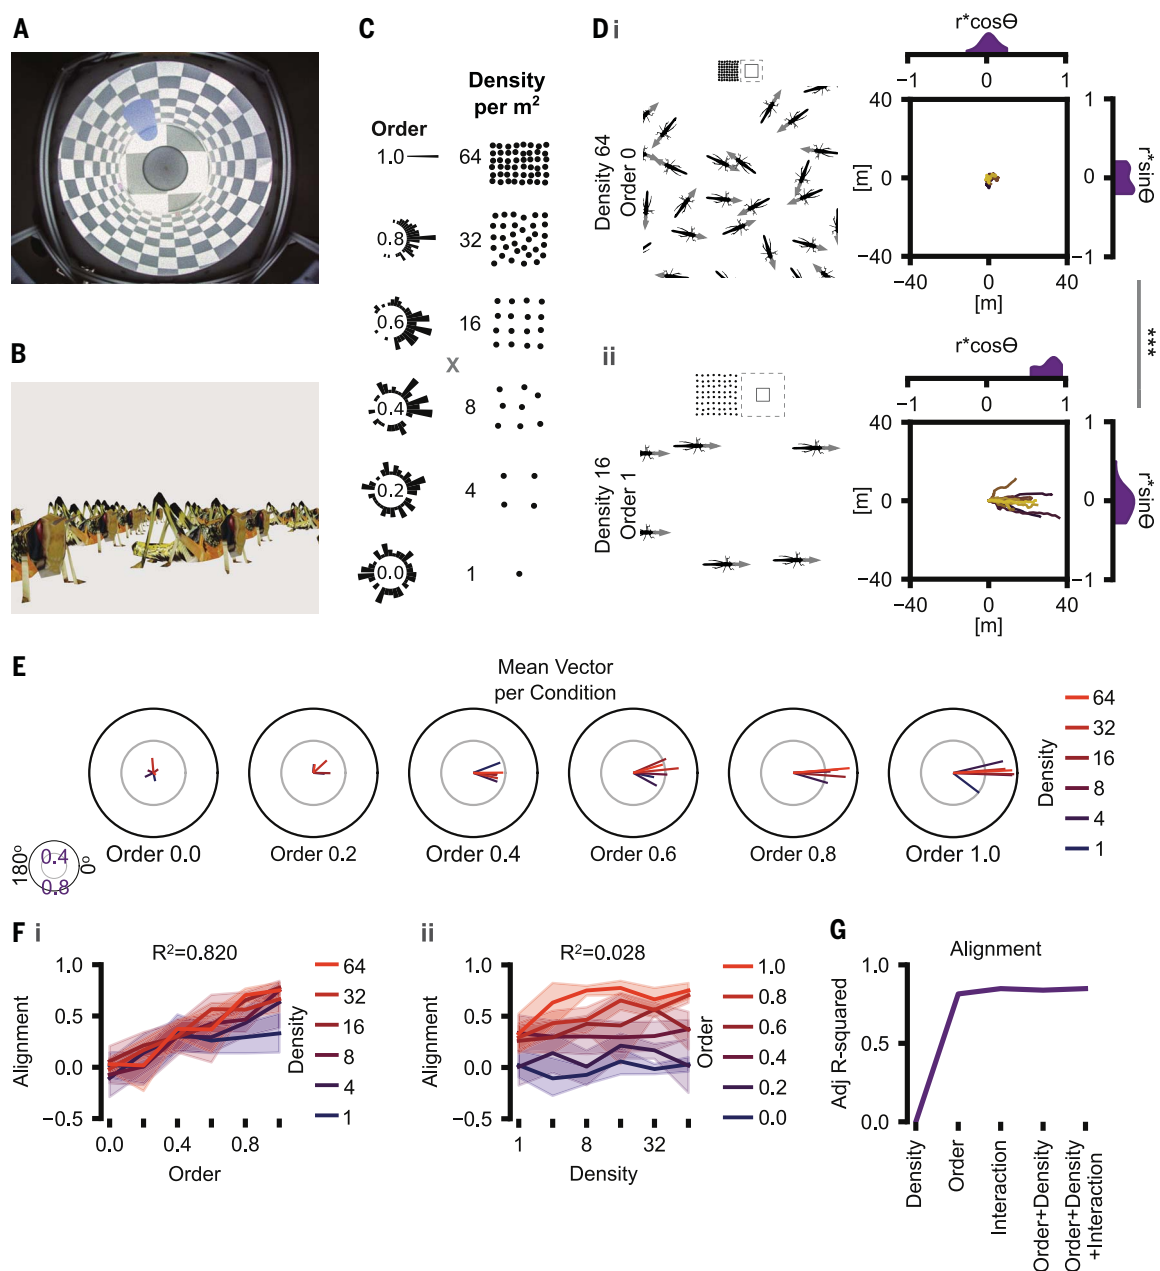 A
B
C
Order
Density
per m²
1.0
64
0.8
32
0.6
16
X
0.4
8
0.2
4
0.0
1
D i
Density 64
Order 0
r*cosΘ
−1 0 1
40
[m] 0
−40
−40 0 40
[m]
1
0
−1
r*sinΘ
***
ii
Density 16
Order 1
r*cosΘ
−1 0 1
40
[m] 0
−40
−40 0 40
[m]
1
0
−1
r*sinΘ
E
Mean Vector
per Condition
Order 0.0
Order 0.2
Order 0.4
Order 0.6
Order 0.8
Order 1.0
Density
64
32
16
8
4
1
180° 0°
0.4
0.8
F i
R²=0.820
Alignment
1.0
0.5
0.0
−0.5
0.0 0.4 0.8
Order
Density
64
32
16
8
4
1
ii
R²=0.028
Alignment
1.0
0.5
0.0
−0.5
1 8 32
Density
Order
1.0
0.8
0.6
0.4
0.2
0.0
G
Alignment
Adj R-squared
1.0
0.5
0.0
Density
Order
Interaction
Order+Density
Order+Density
+Interaction